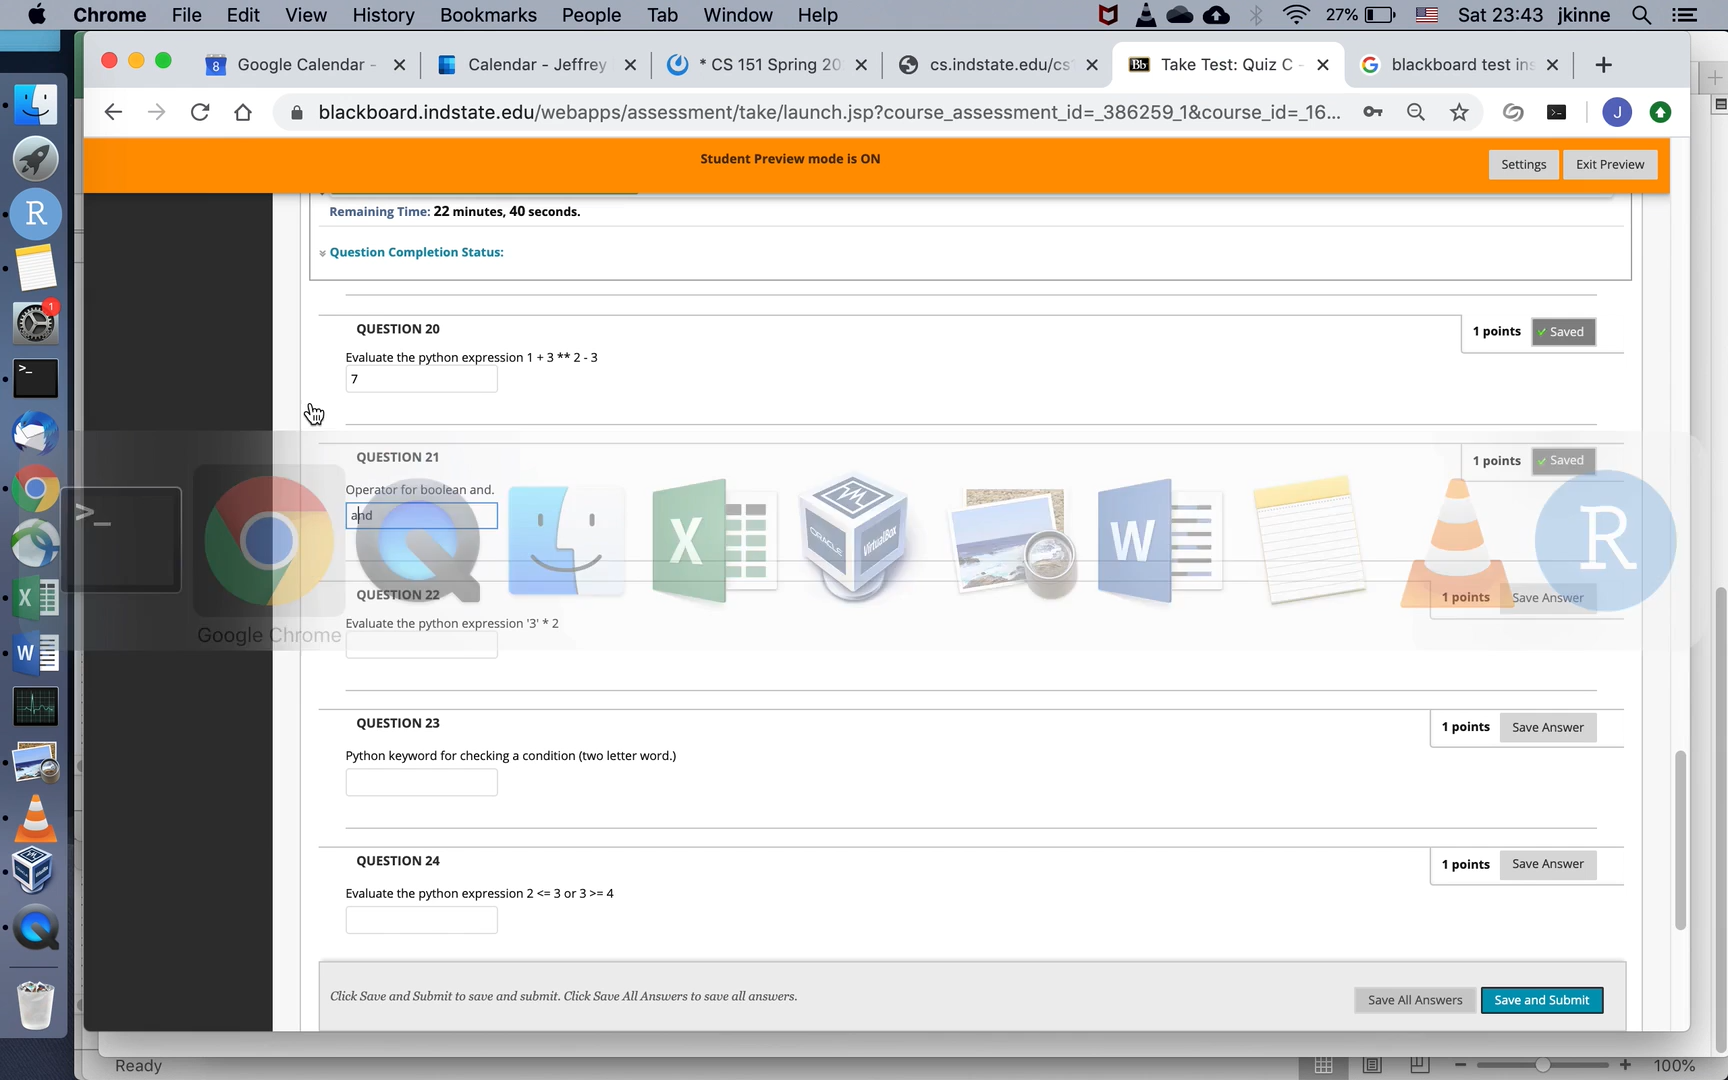 Chrome File Edit View History Bookmarks People Tab Window Help 27% Sat 23:43 jkinne
8 Google Calendar - Calendar - Jeffrey * CS 151 Spring 20 cs.indstate.edu/cs Bb Take Test: Quiz C - G blackboard test ins
blackboard.indstate.edu/webapps/assessment/take/launch.jsp?course_assessment_id=_386259_1&course_id=_16... J
Student Preview mode is ON
Settings Exit Preview
Remaining Time: 22 minutes, 40 seconds.
Question Completion Status:
QUESTION 20
1 points Saved
Evaluate the python expression 1 + 3 ** 2 - 3
7
QUESTION 21
1 points Saved
Operator for boolean and.
and
QUESTION 22
1 points Save Answer
Evaluate the python expression '3' * 2
Google Chrome
QUESTION 23
1 points Save Answer
Python keyword for checking a condition (two letter word.)
QUESTION 24
1 points Save Answer
Evaluate the python expression 2 <= 3 or 3 >= 4
Click Save and Submit to save and submit. Click Save All Answers to save all answers.
Save All Answers Save and Submit
Ready
100%